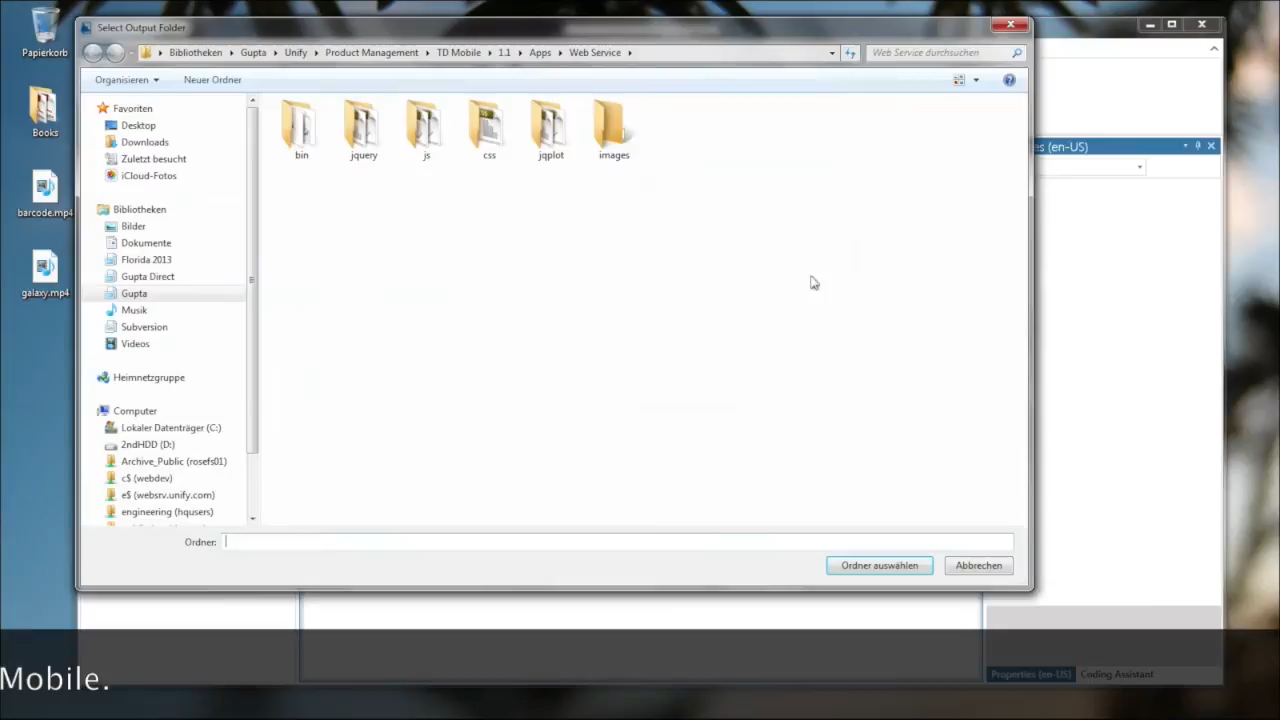 Papierkorb
Books
barcode.mp4
galaxy.mp4
Select Output Folder
Bibliotheken Gupta Unify Product Management TD Mobile 1.1 Apps Web Service
Web Service durchsuchen
Organisieren Neuer Ordner
Favoriten
Desktop
Downloads
Zuletzt besucht
iCloud-Fotos
Bibliotheken
Bilder
Dokumente
Florida 2013
Gupta Direct
Gupta
Musik
Subversion
Videos
Heimnetzgruppe
Computer
Lokaler Datenträger (C:)
2ndHDD (D:)
Archive_Public (rosefs01)
c$ (webdev)
e$ (websrv.unify.com)
engineering (hqusers)
bin jquery js css jqplot images
Ordner:
Ordner auswählen Abbrechen
es (en-US)
Properties (en-US) Coding Assistant
Mobile.